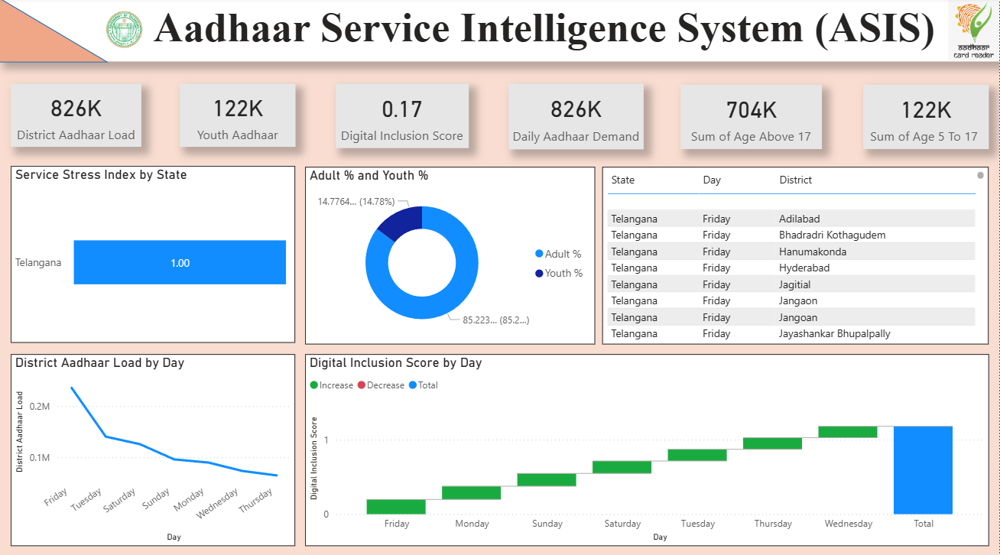 Aadhaar Service Intelligence System (ASIS)
aadhaar
card reader
826K
District Aadhaar Load
122K
Youth Aadhaar
0.17
Digital Inclusion Score
826K
Daily Aadhaar Demand
704K
Sum of Age Above 17
122K
Sum of Age 5 To 17
Service Stress Index by State
Telangana
1.00
Adult % and Youth %
14.7764... (14.78%)
85.223... (85.2...)
Adult %
Youth %
State Day District
Telangana Friday Adilabad
Telangana Friday Bhadradri Kothagudem
Telangana Friday Hanumakonda
Telangana Friday Hyderabad
Telangana Friday Jagitial
Telangana Friday Jangaon
Telangana Friday Jangoan
Telangana Friday Jayashankar Bhupalpally
District Aadhaar Load by Day
District Aadhaar Load
0.2M
0.1M
Friday Tuesday Saturday Sunday Monday Wednesday Thursday
Day
Digital Inclusion Score by Day
Increase Decrease Total
Digital Inclusion Score
1
0
Friday Monday Sunday Saturday Tuesday Thursday Wednesday Total
Day